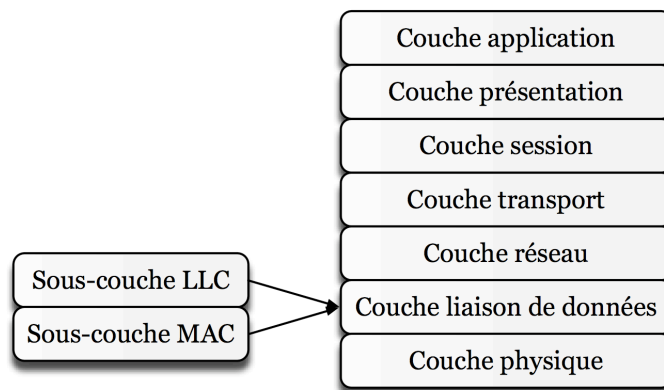 Couche application
Couche présentation
Couche session
Couche transport
Couche réseau
Sous-couche LLC
Couche liaison de données
Sous-couche MAC
Couche physique